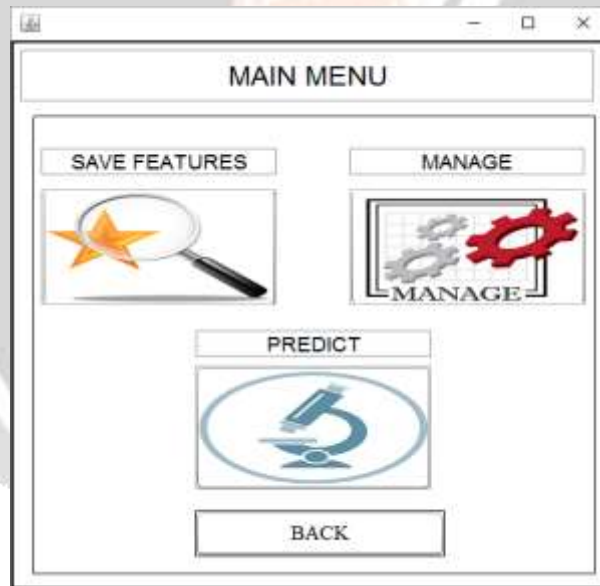 MAIN MENU
SAVE FEATURES
MANAGE
MANAGE
PREDICT
BACK